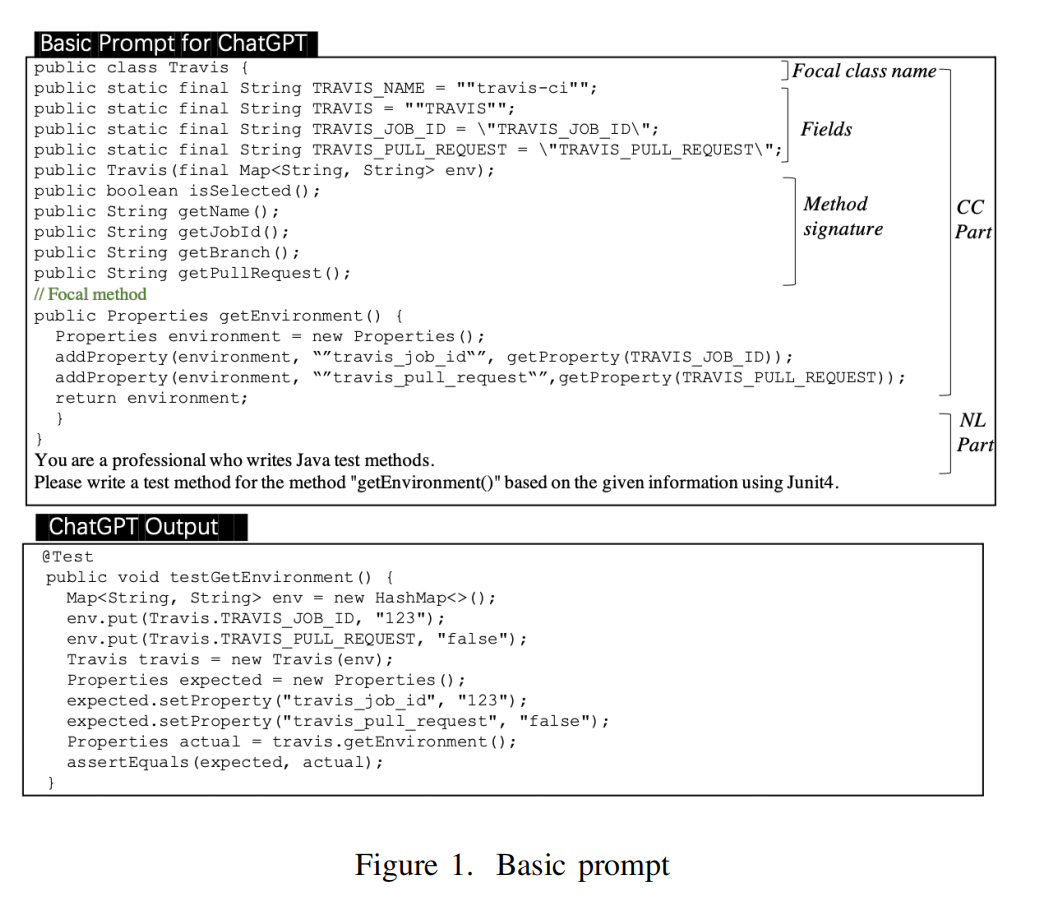 Basic Prompt for ChatGPT
public class Travis {
Focal class name
public static final String TRAVIS_NAME = ""travis-ci"";
public static final String TRAVIS = ""TRAVIS"";
public static final String TRAVIS_JOB_ID = \"TRAVIS_JOB_ID\";
Fields
public static final String TRAVIS_PULL_REQUEST = \"TRAVIS_PULL_REQUEST\";
public Travis(final Map<String, String> env);
public boolean isSelected();
public String getName();
Method
signature
public String getJobId();
public String getBranch();
public String getPullRequest();
CC
Part
// Focal method
public Properties getEnvironment() {
Properties environment = new Properties();
addProperty(environment, “”travis_job_id“”, getProperty(TRAVIS_JOB_ID));
addProperty(environment, “”travis_pull_request“”,getProperty(TRAVIS_PULL_REQUEST));
return environment;
}
}
NL
Part
You are a professional who writes Java test methods.
Please write a test method for the method "getEnvironment()" based on the given information using Junit4.
ChatGPT Output
@Test
public void testGetEnvironment() {
Map<String, String> env = new HashMap<>();
env.put(Travis.TRAVIS_JOB_ID, "123");
env.put(Travis.TRAVIS_PULL_REQUEST, "false");
Travis travis = new Travis(env);
Properties expected = new Properties();
expected.setProperty("travis_job_id", "123");
expected.setProperty("travis_pull_request", "false");
Properties actual = travis.getEnvironment();
assertEquals(expected, actual);
}
Figure 1. Basic prompt